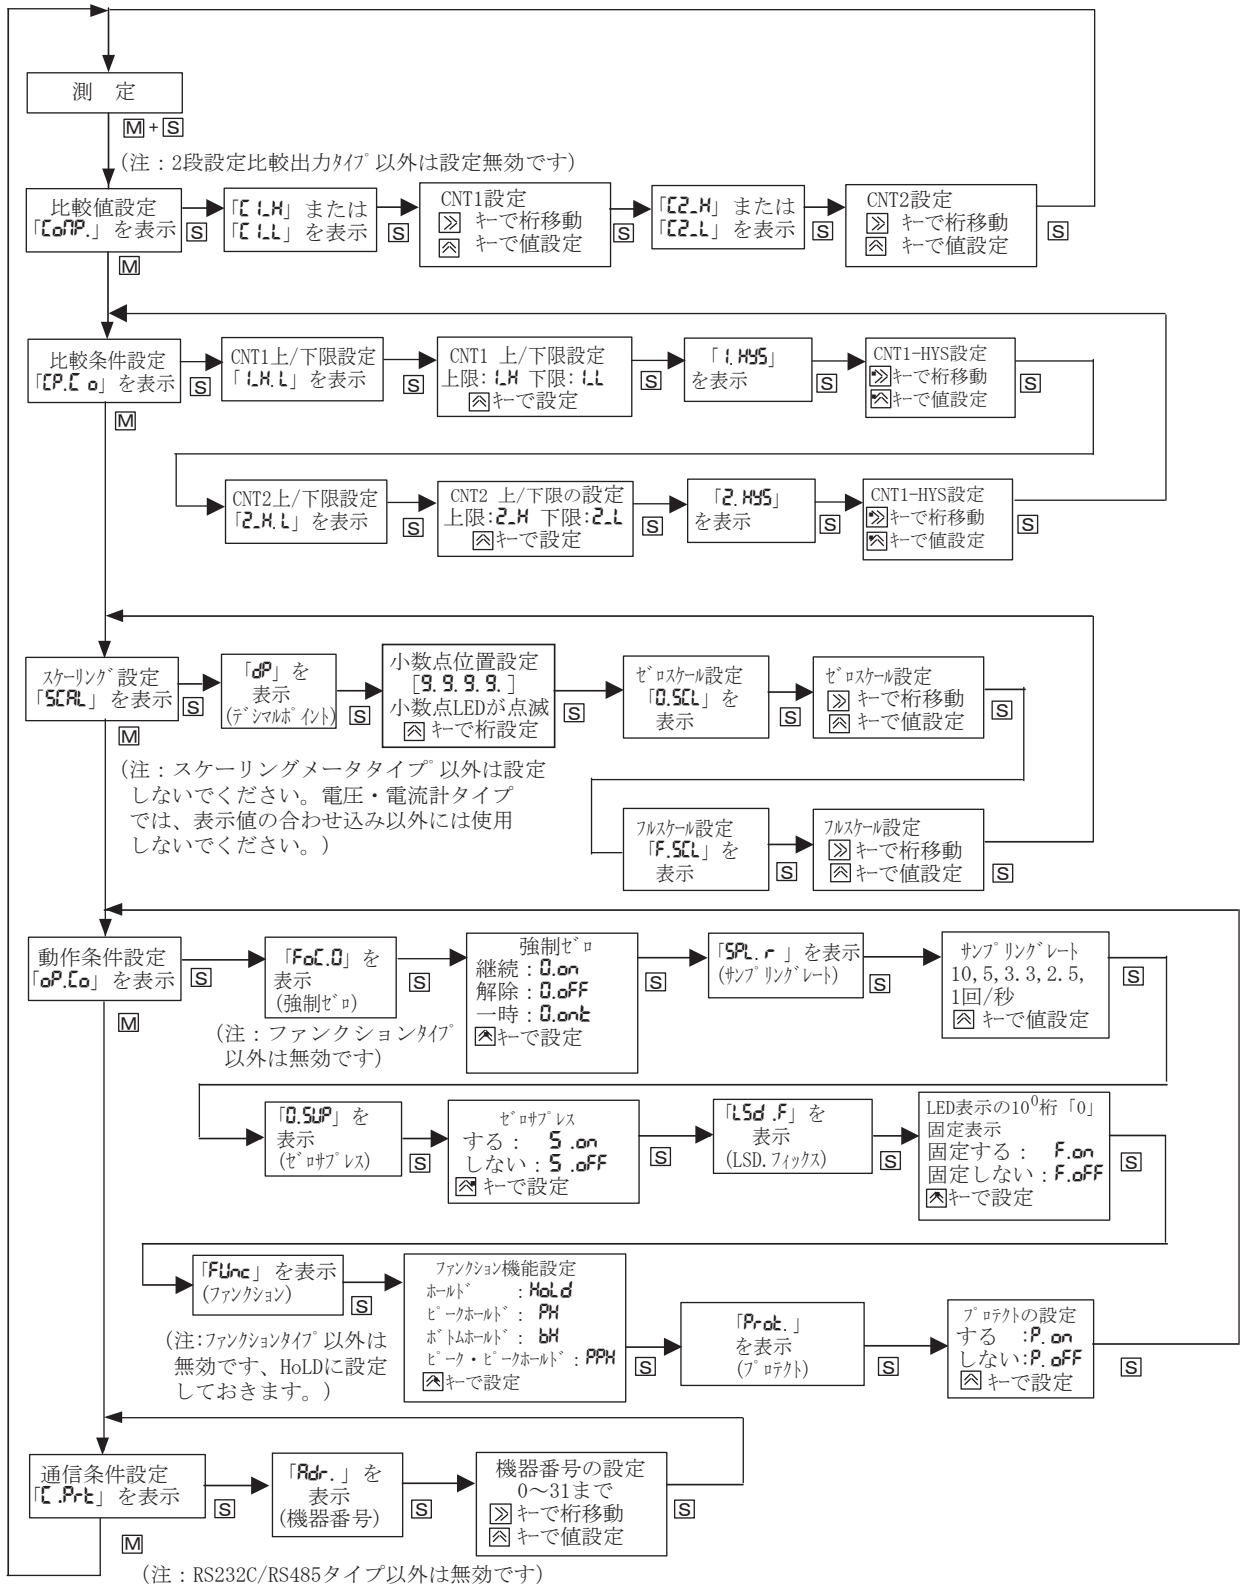 測 定
M + S
(注：2段設定比較出力ﾀｲﾌﾟ以外は設定無効です)
比較値設定
「CoMP.」を表示
S
「C1_H」または
「C1_L」を表示
S
CNT1設定
キーで桁移動
キーで値設定
S
「C2_H」または
「C2_L」を表示
S
CNT2設定
キーで桁移動
キーで値設定
S
M
比較条件設定
「CP.C o」を表示
S
CNT1上/下限設定
「1_H.L」を表示
S
CNT1 上/下限設定
上限：1_H 下限：1_L
キーで設定
S
「1.HYS」
を表示
S
CNT1-HYS設定
キーで桁移動
キーで値設定
S
M
CNT2上/下限設定
「2_H.L」を表示
S
CNT2 上/下限の設定
上限：2_H 下限：2_L
キーで設定
S
「2.HYS」
を表示
S
CNT1-HYS設定
キーで桁移動
キーで値設定
S
ｽｹｰﾘﾝｸﾞ設定
「SCAL」を表示
S
「dP」を
表示
(ﾃﾞｼﾏﾙﾎﾟｲﾝﾄ)
S
小数点位置設定
[9.9.9.9.]
小数点LEDが点滅
キーで桁設定
S
ｾﾞﾛｽｹｰﾙ設定
「0.SCL」を
表示
S
ｾﾞﾛｽｹｰﾙ設定
キーで桁移動
キーで値設定
S
M
(注：スケーリングメータタイプ以外は設定
しないでください。電圧・電流計タイプ
では、表示値の合わせ込み以外には使用
しないでください。)
ﾌﾙｽｹｰﾙ設定
「F.SCL」を
表示
S
ﾌﾙｽｹｰﾙ設定
キーで桁移動
キーで値設定
S
動作条件設定
「oP.Co」を表示
S
「FoC.0」を
表示
(強制ｾﾞﾛ)
S
強制ｾﾞﾛ
継続：0.on
解除：0.oFF
一時：0.ont
キーで設定
S
「SPL.r」を表示
(ｻﾝﾌﾟﾘﾝｸﾞﾚｰﾄ)
S
ｻﾝﾌﾟﾘﾝｸﾞﾚｰﾄ
10,5,3.3,2.5,
1回/秒
キーで値設定
S
M
(注：ファンクションﾀｲﾌﾟ
以外は無効です)
「0.SUP」を
表示
(ｾﾞﾛｻﾌﾟﾚｽ)
S
ｾﾞﾛｻﾌﾟﾚｽ
する： S.on
しない：S.oFF
キーで設定
S
「LSd.F」を
表示
(LSD.ﾌｨｯｸｽ)
S
LED表示の10⁰桁「0」
固定表示
固定する： F.on
固定しない：F.oFF
キーで設定
S
「FUnc」を表示
(ﾌｧﾝｸｼｮﾝ)
S
ﾌｧﾝｸｼｮﾝ機能設定
ﾎｰﾙﾄﾞ ：HoLd
ﾋﾟｰｸﾎｰﾙﾄﾞ： PH
ﾎﾞﾄﾑﾎｰﾙﾄﾞ： bH
ﾋﾟｰｸ・ﾋﾟｰｸﾎｰﾙﾄﾞ：PPH
キーで設定
S
「Prot.」
を表示
(ﾌﾟﾛﾃｸﾄ)
S
ﾌﾟﾛﾃｸﾄの設定
する ：P.on
しない：P.oFF
キーで設定
S
(注:ﾌｧﾝｸｼｮﾝﾀｲﾌﾟ以外は
無効です、HoLDに設定
しておきます。)
通信条件設定
「C.Prt」を表示
S
「Adr.」を
表示
(機器番号)
S
機器番号の設定
0～31まで
キーで桁移動
キーで値設定
S
M
(注：RS232C/RS485タイプ以外は無効です)